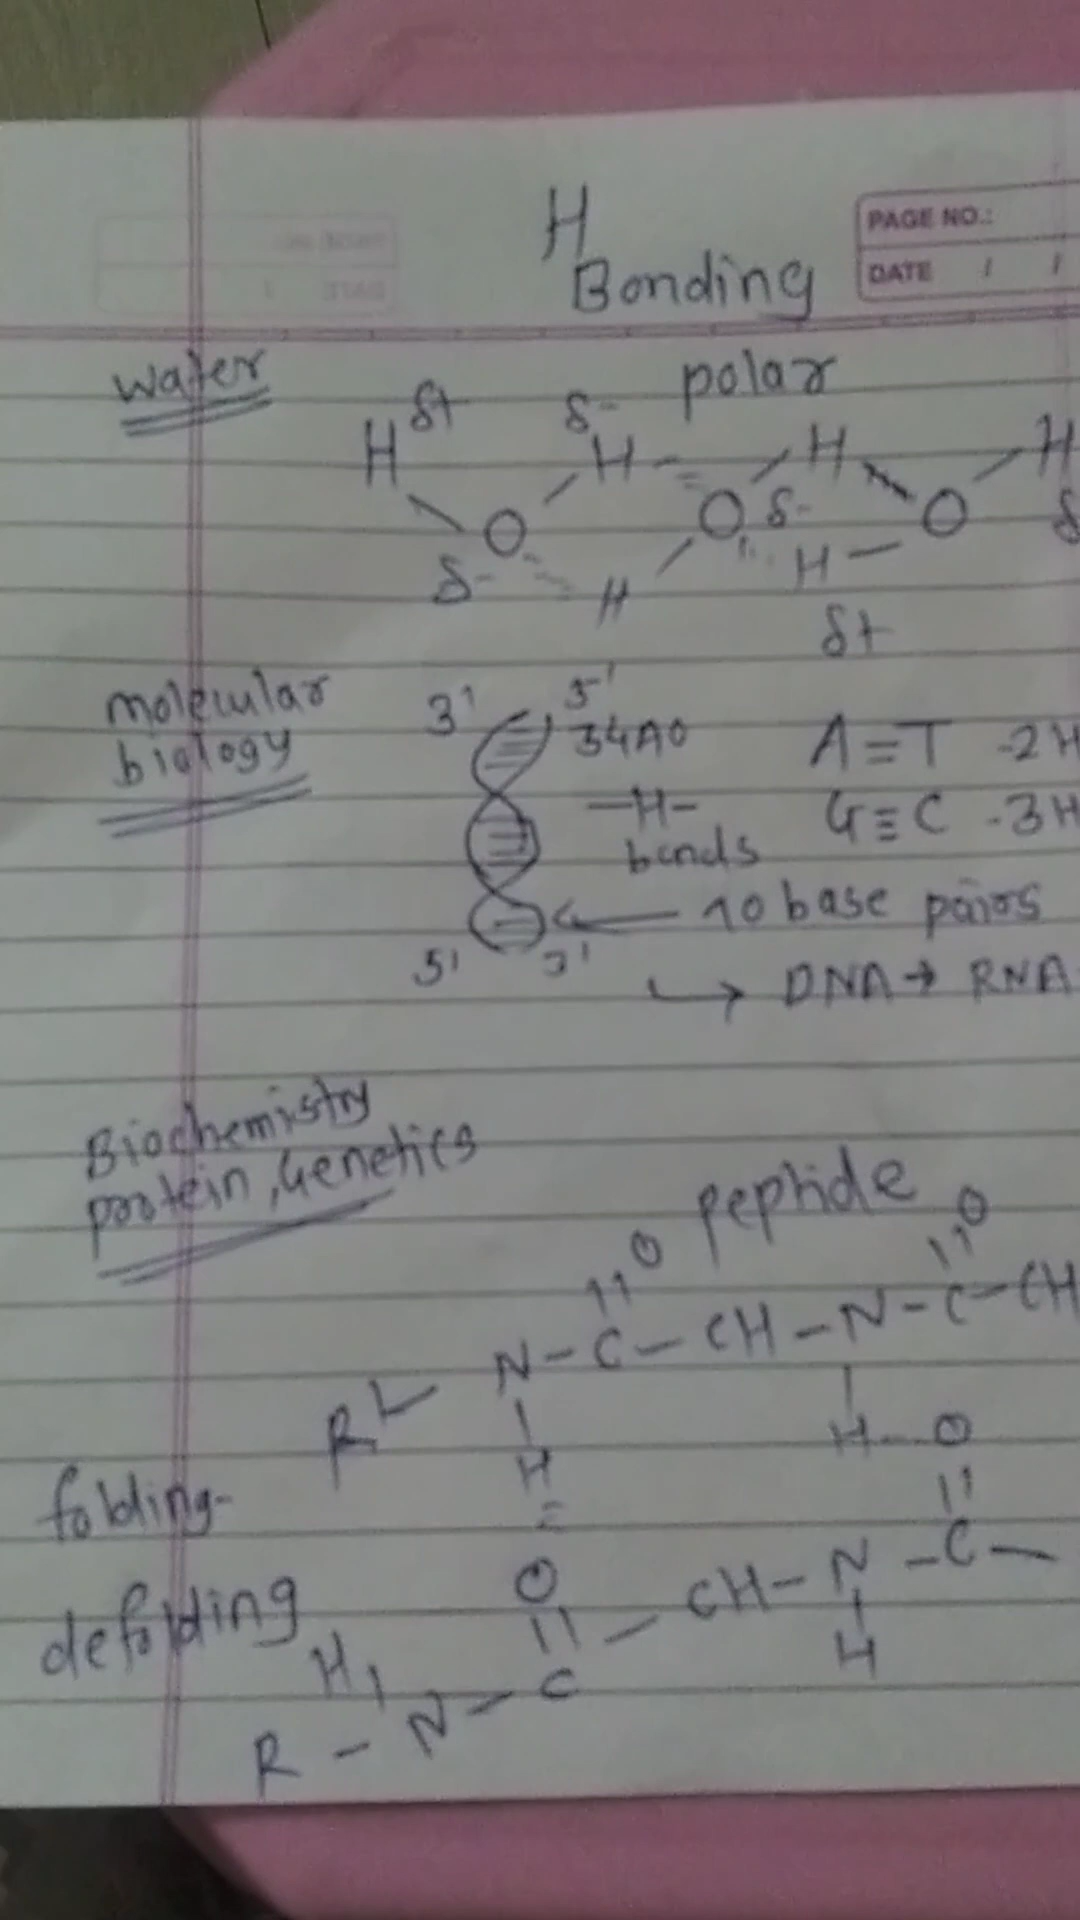 H
Bonding
PAGE NO.:
DATE / /
water
polar
H δ+ δ- H H H
O O δ- O δ
δ- H H
δ+
molecular
biology
3' 5'
34A0 A=T -2H
-H- G≡C -3H
bonds
10 base pairs
5' 3'
→ DNA → RNA
Biochemistry
protein, Genetics
peptide
O O
N-C-CH-N-C-CH
R
H H--O
folding-
=
O CH-N-C-
defolding
H H
R-N-C